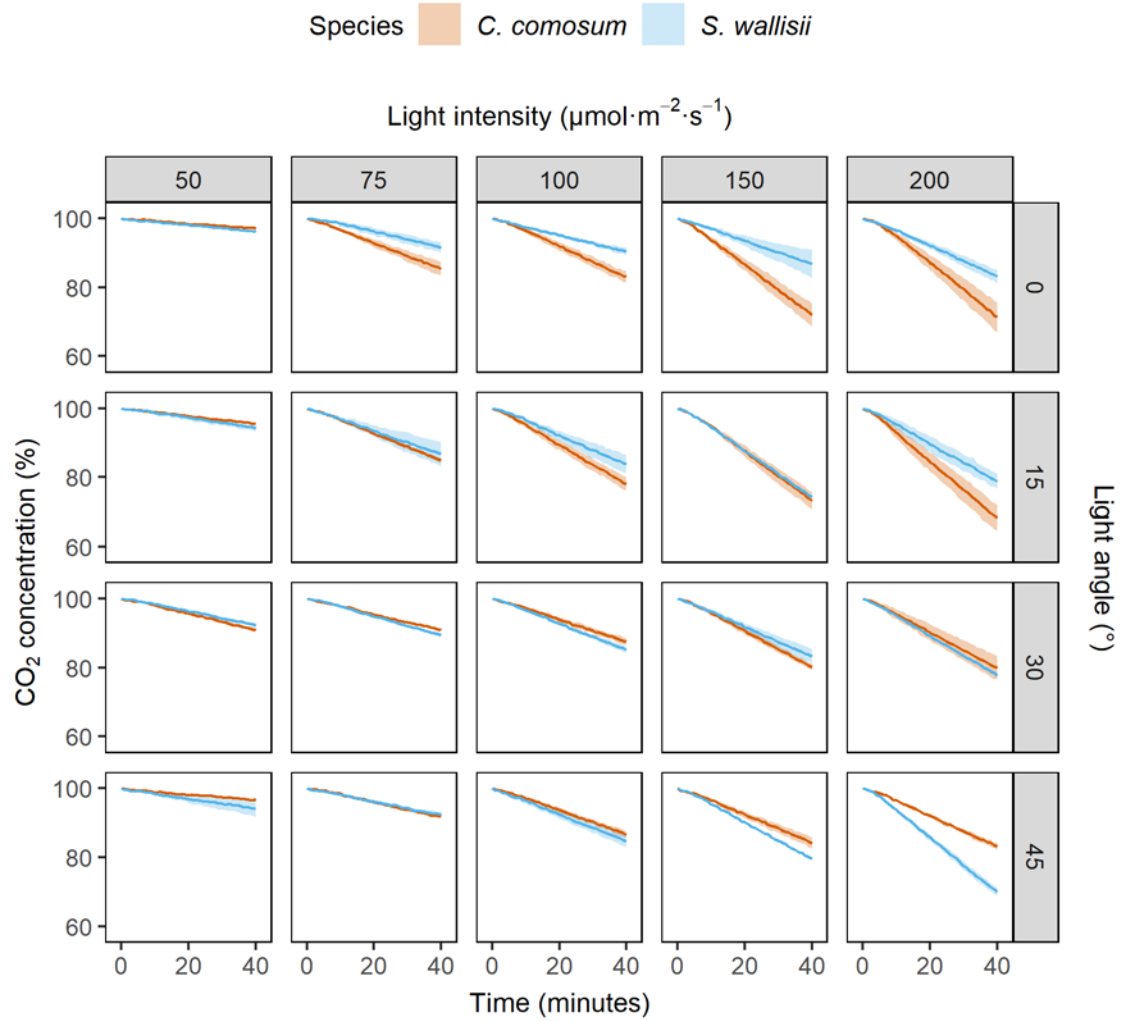 Species C. comosum S. wallisii
Light intensity (µmol·m⁻²·s⁻¹)
50 75 100 150 200
100
80
60
0
100
80
60
15
100
80
60
30
100
80
60
45
CO₂ concentration (%)
Light angle (°)
0 20 40 0 20 40 0 20 40 0 20 40 0 20 40
Time (minutes)